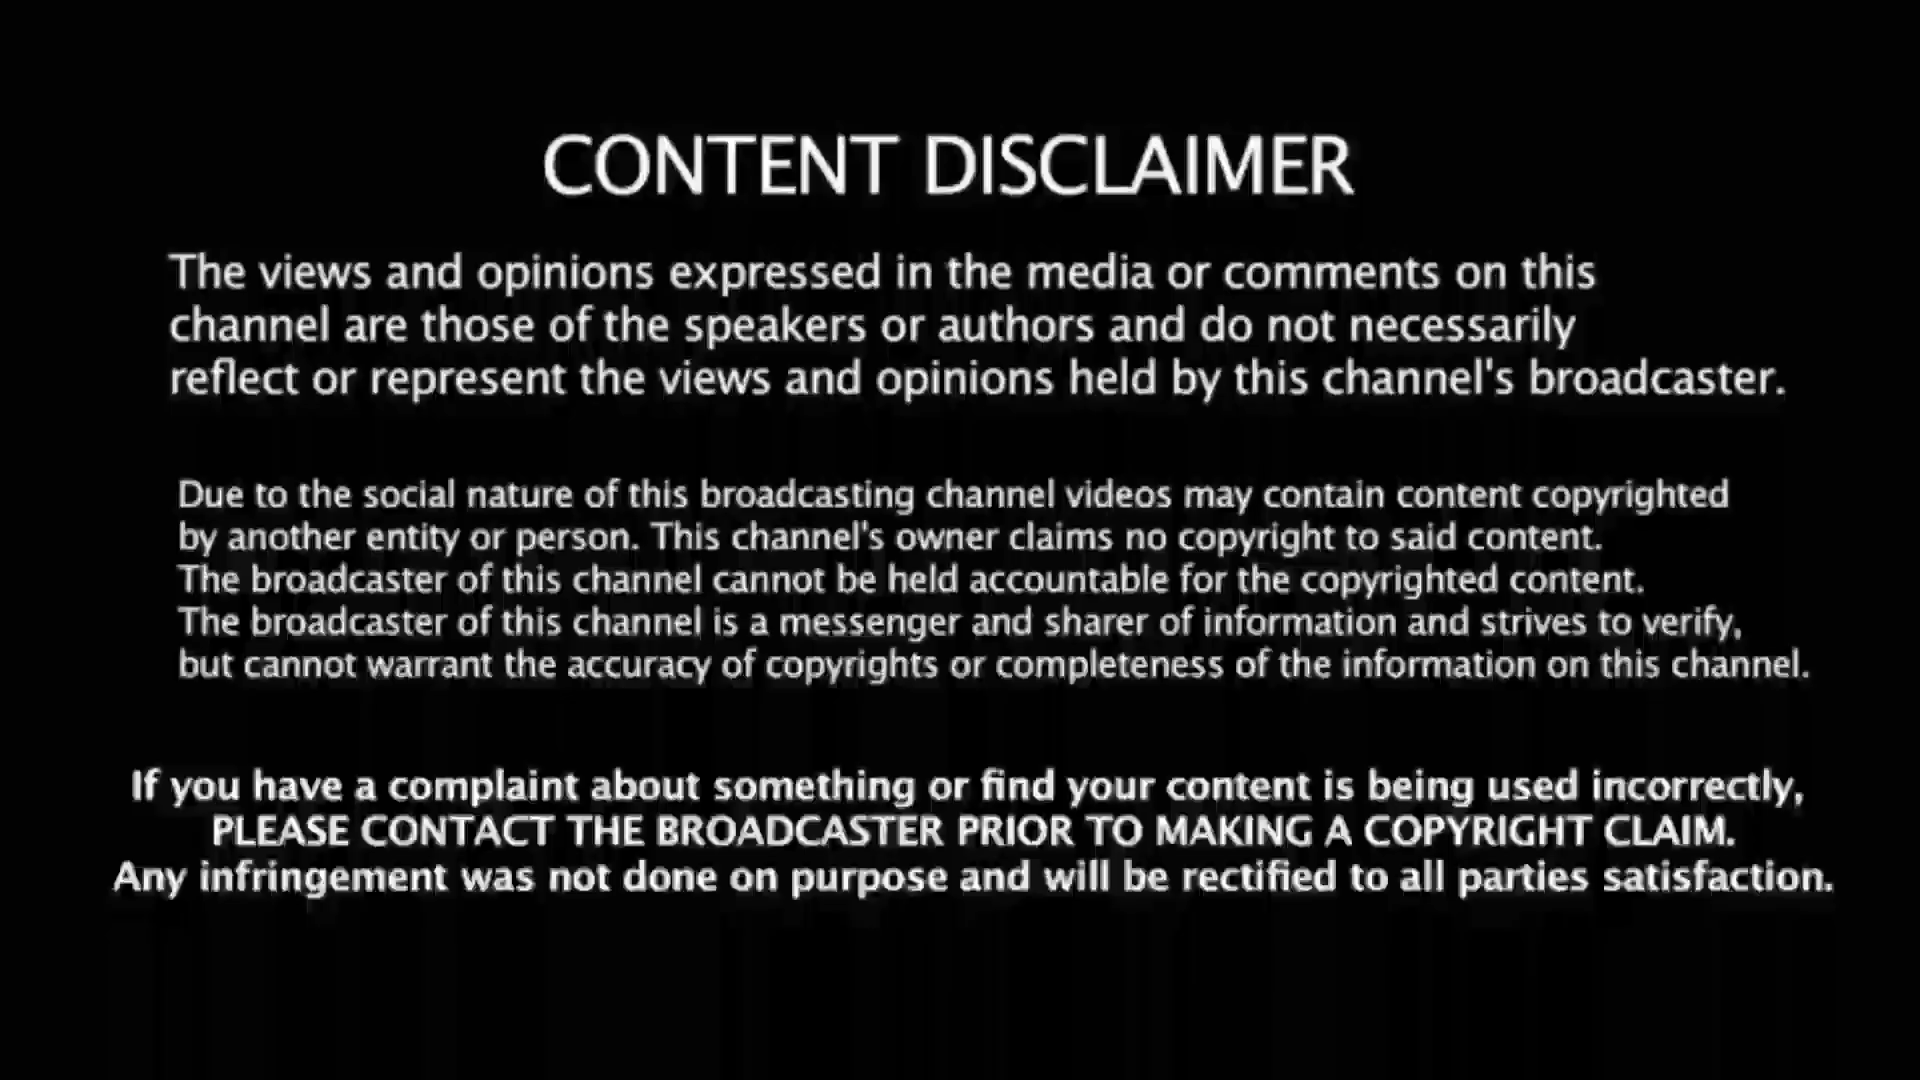 CONTENT DISCLAIMER
The views and opinions expressed in the media or comments on this
channel are those of the speakers or authors and do not necessarily
reflect or represent the views and opinions held by this channel's broadcaster.
Due to the social nature of this broadcasting channel videos may contain content copyrighted
by another entity or person. This channel's owner claims no copyright to said content.
The broadcaster of this channel cannot be held accountable for the copyrighted content.
The broadcaster of this channel is a messenger and sharer of information and strives to verify,
but cannot warrant the accuracy of copyrights or completeness of the information on this channel.
If you have a complaint about something or find your content is being used incorrectly,
PLEASE CONTACT THE BROADCASTER PRIOR TO MAKING A COPYRIGHT CLAIM.
Any infringement was not done on purpose and will be rectified to all parties satisfaction.